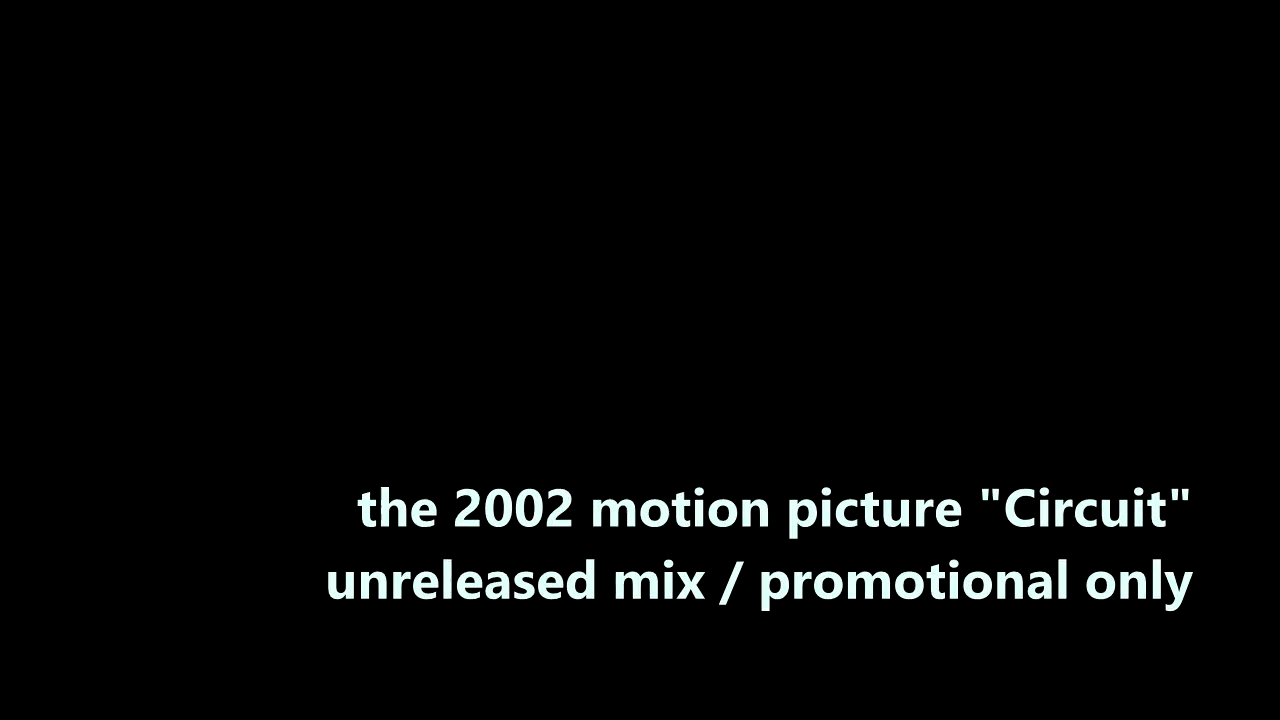 the 2002 motion picture "Circuit"
unreleased mix / promotional only